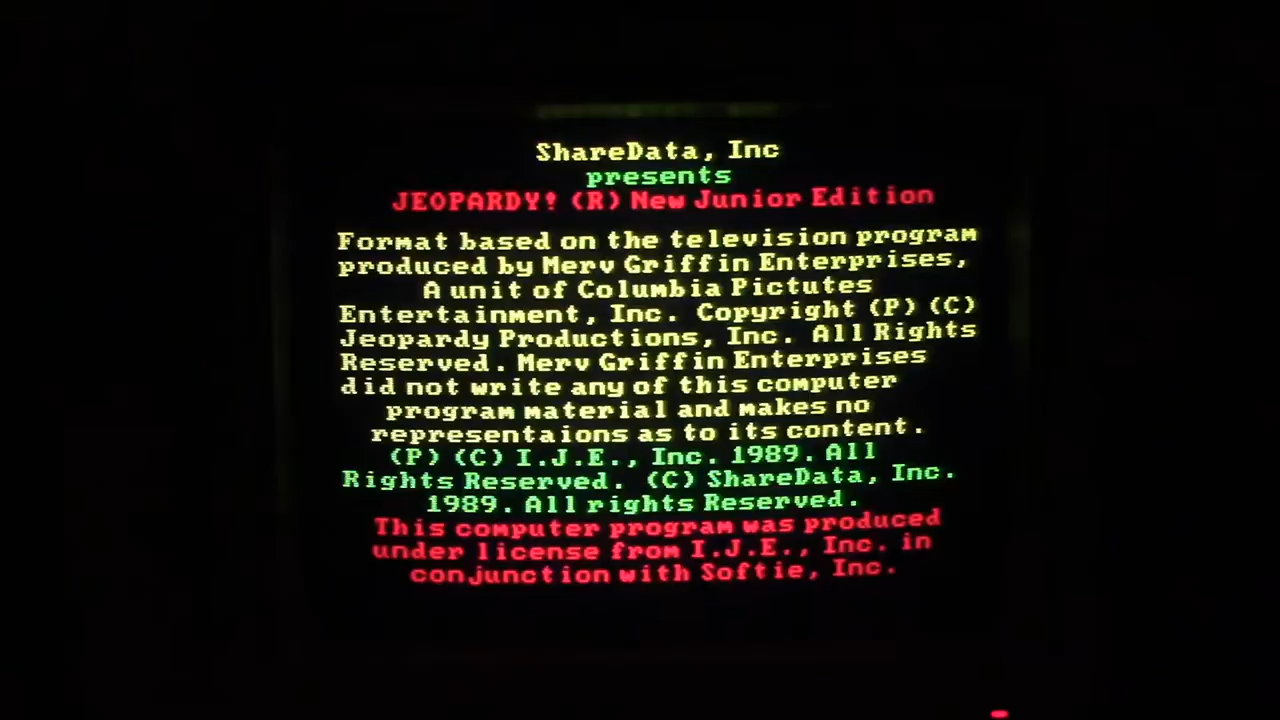 ShareData, Inc
presents
JEOPARDY! (R) New Junior Edition
Format based on the television program
produced by Merv Griffin Enterprises,
A unit of Columbia Pictutes
Entertainment, Inc. Copyright (P) (C)
Jeopardy Productions, Inc. All Rights
Reserved. Merv Griffin Enterprises
did not write any of this computer
program material and makes no
representaions as to its content.
(P) (C) I.J.E., Inc. 1989. All
Rights Reserved. (C) ShareData, Inc.
1989. All rights Reserved.
This computer program was produced
under license from I.J.E., Inc. in
conjunction with Softie, Inc.